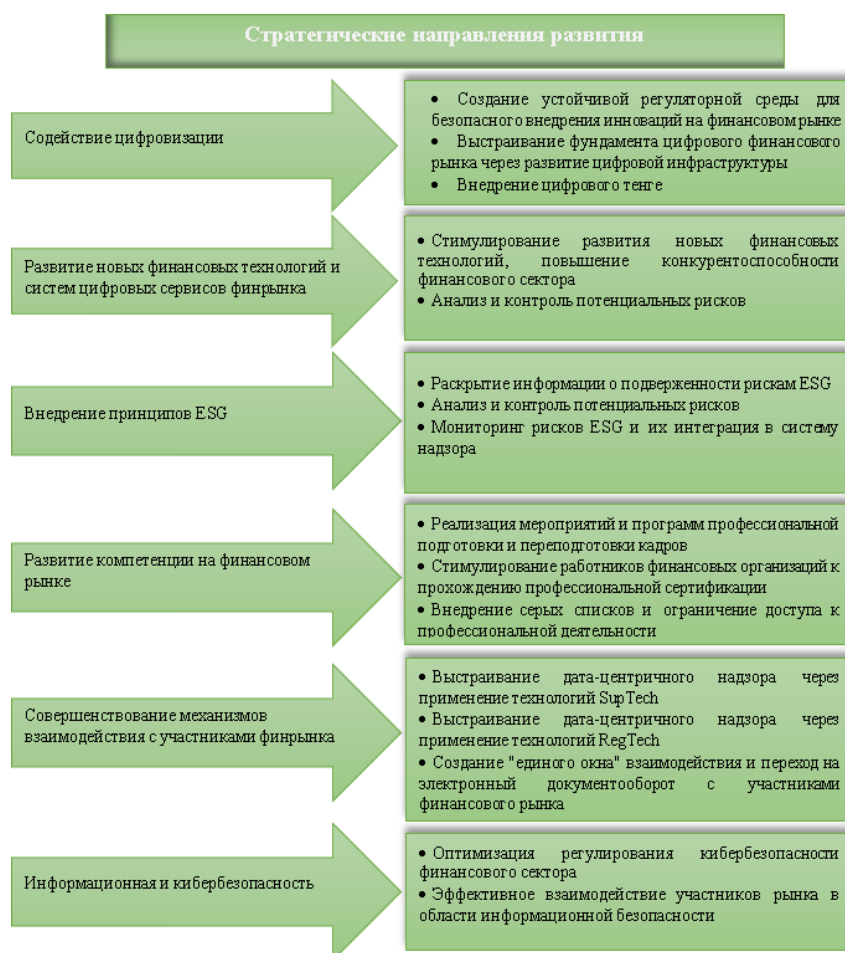 Стратегические направления развития
Содействие цифровизации
• Создание устойчивой регуляторной среды для
безопасного внедрения инноваций на финансовом рынке
• Выстраивание фундамента цифрового финансового
рынка через развитие цифровой инфраструктуры
• Внедрение цифрового тенге
Развитие новых финансовых технологий и
систем цифровых сервисов финрынка
• Стимулирование развития новых финансовых
технологий, повышение конкурентоспособности
финансового сектора
• Анализ и контроль потенциальных рисков
Внедрение принципов ESG
• Раскрытие информации о подверженности рискам ESG
• Анализ и контроль потенциальных рисков
• Мониторинг рисков ESG и их интеграция в систему
надзора
Развитие компетенции на финансовом
рынке
• Реализация мероприятий и программ профессиональной
подготовки и переподготовки кадров
• Стимулирование работников финансовых организаций к
прохождению профессиональной сертификации
• Внедрение серых списков и ограничение доступа к
профессиональной деятельности
Совершенствование механизмов
взаимодействия с участниками финрынка
• Выстраивание дата-центричного надзора через
применение технологий SupTech
• Выстраивание дата-центричного надзора через
применение технологий RegTech
• Создание "единого окна" взаимодействия и переход на
электронный документооборот с участниками
финансового рынка
Информационная и кибербезопасность
• Оптимизация регулирования кибербезопасности
финансового сектора
• Эффективное взаимодействие участников рынка в
области информационной безопасности